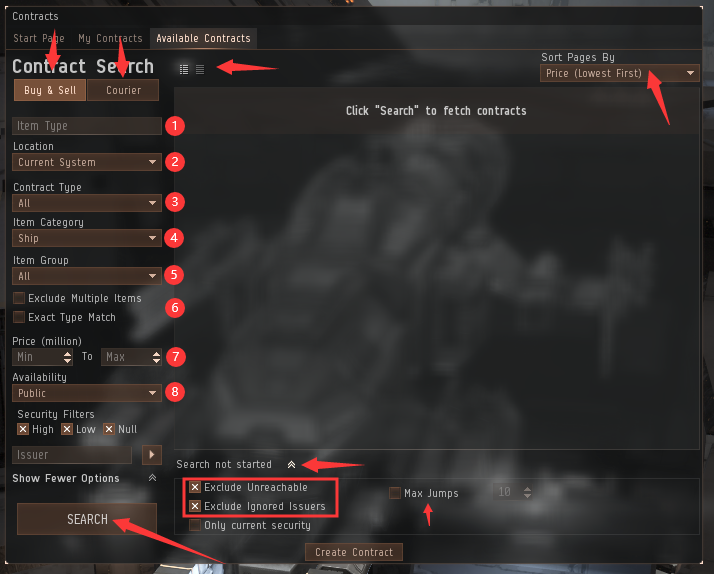 Contracts
Start Page My Contracts Available Contracts
Contract Search
Sort Pages By
Buy & Sell Courier
Price (Lowest First)
Click "Search" to fetch contracts
Item Type 1
Location
Current System 2
Contract Type
All 3
Item Category
Ship 4
Item Group
All 5
Exclude Multiple Items
6
Exact Type Match
Price (million)
Min To Max 7
Availability
Public 8
Security Filters
High Low Null
Issuer
Search not started
Show Fewer Options
Exclude Unreachable
Max Jumps 10
Exclude Ignored Issuers
SEARCH
Only current security
Create Contract